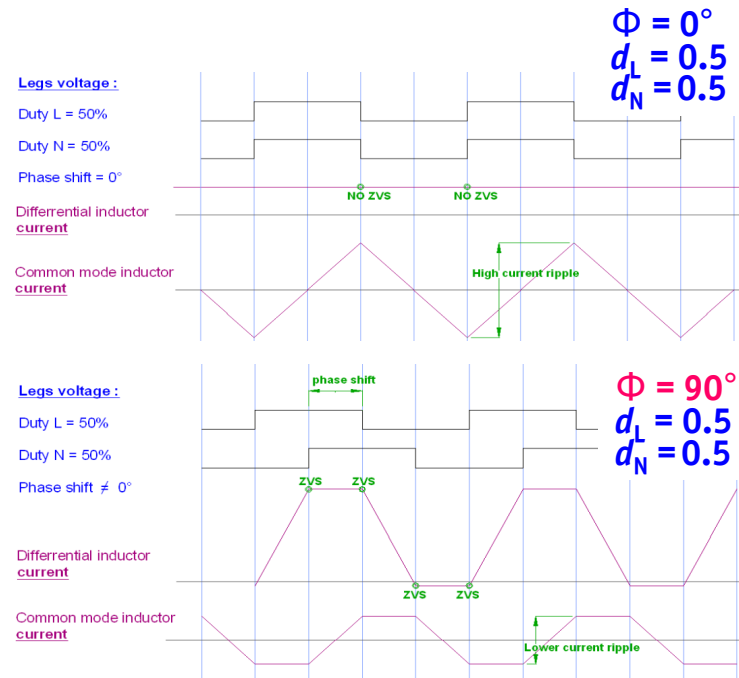 Φ = 0°
dL = 0.5
dN = 0.5
Legs voltage :
Duty L = 50%
Duty N = 50%
Phase shift = 0°
NO ZVS NO ZVS
Differrential inductor
current
Common mode inductor
current
High current ripple
phase shift
Φ = 90°
Legs voltage :
dL = 0.5
Duty L = 50%
dN = 0.5
Duty N = 50%
Phase shift ≠ 0°
ZVS ZVS
Differrential inductor
current
ZVS ZVS
Common mode inductor
current
Lower current ripple